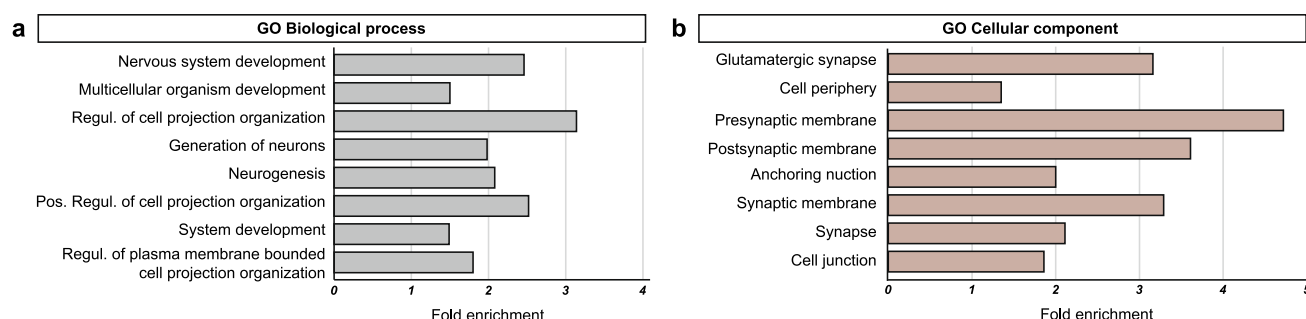 a
GO Biological process
Nervous system development
Multicellular organism development
Regul. of cell projection organization
Generation of neurons
Neurogenesis
Pos. Regul. of cell projection organization
System development
Regul. of plasma membrane bounded
cell projection organization
0 1 2 3 4
Fold enrichment
b
GO Cellular component
Glutamatergic synapse
Cell periphery
Presynaptic membrane
Postsynaptic membrane
Anchoring nuction
Synaptic membrane
Synapse
Cell junction
0 1 2 3 4 5
Fold enrichment